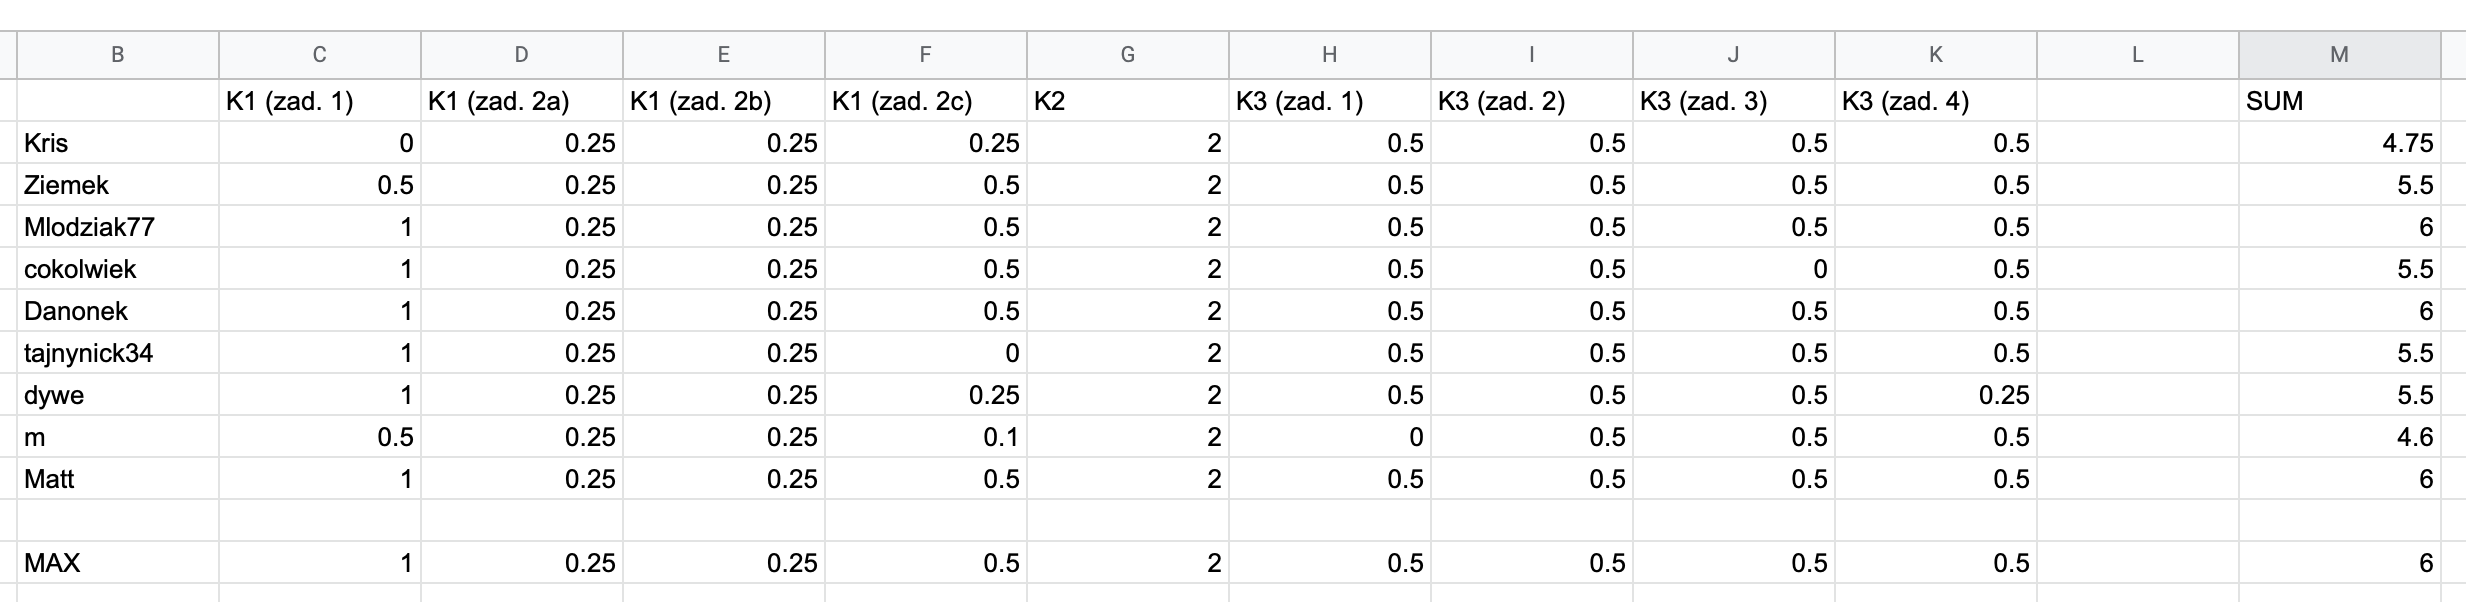 B C D E F G H I J K L M
K1 (zad. 1) K1 (zad. 2a) K1 (zad. 2b) K1 (zad. 2c) K2 K3 (zad. 1) K3 (zad. 2) K3 (zad. 3) K3 (zad. 4) SUM
Kris 0 0.25 0.25 0.25 2 0.5 0.5 0.5 0.5 4.75
Ziemek 0.5 0.25 0.25 0.5 2 0.5 0.5 0.5 0.5 5.5
Mlodziak77 1 0.25 0.25 0.5 2 0.5 0.5 0.5 0.5 6
cokolwiek 1 0.25 0.25 0.5 2 0.5 0.5 0 0.5 5.5
Danonek 1 0.25 0.25 0.5 2 0.5 0.5 0.5 0.5 6
tajnynick34 1 0.25 0.25 0 2 0.5 0.5 0.5 0.5 5.5
dywe 1 0.25 0.25 0.25 2 0.5 0.5 0.5 0.25 5.5
m 0.5 0.25 0.25 0.1 2 0 0.5 0.5 0.5 4.6
Matt 1 0.25 0.25 0.5 2 0.5 0.5 0.5 0.5 6
MAX 1 0.25 0.25 0.5 2 0.5 0.5 0.5 0.5 6